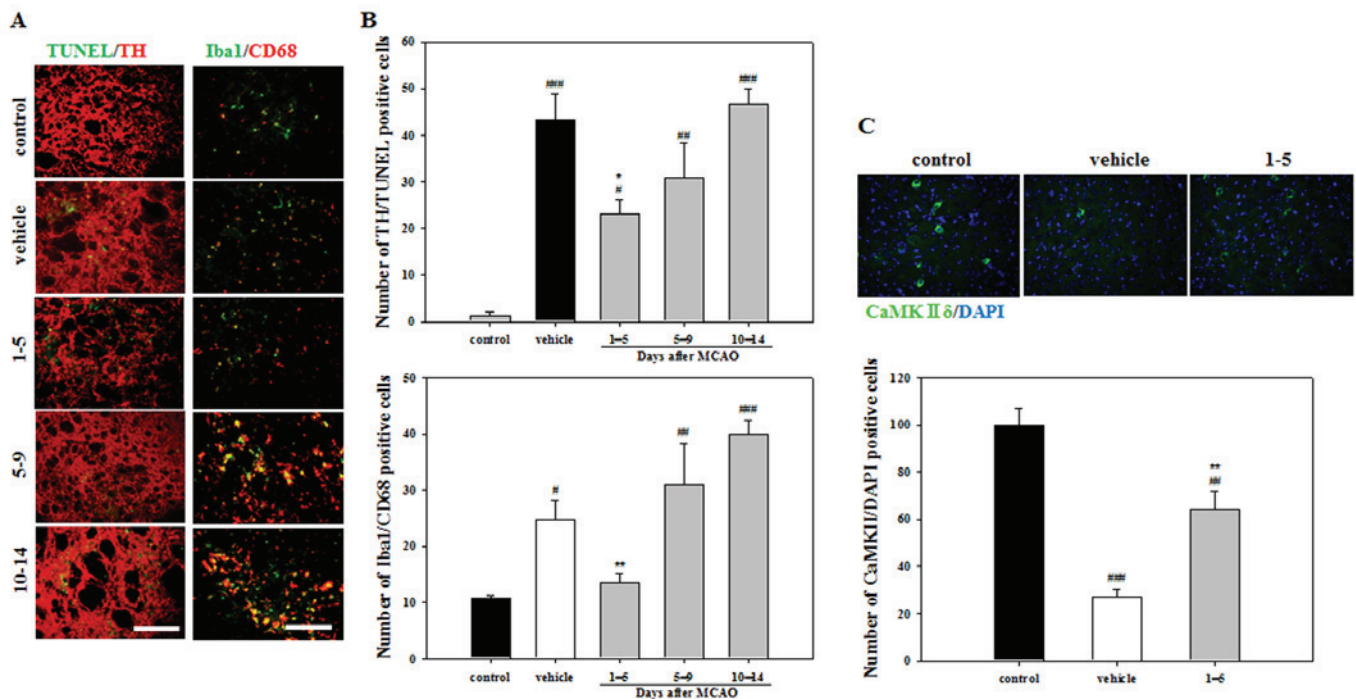 A
TUNEL/TH
Iba1/CD68
control
vehicle
1-5
5-9
10-14
B
Number of TH/TUNEL positive cells
60
50
40
30
20
10
0
###
*
#
##
###
control
vehicle
1-5
5-9
10-14
Days after MCAO
Number of Iba1/CD68 positive cells
50
40
30
20
10
0
#
**
##
###
control
vehicle
1-5
5-9
10-14
Days after MCAO
C
control
vehicle
1-5
CaMKⅡδ/DAPI
Number of CaMKII/DAPI positive cells
120
100
80
60
40
20
0
###
**
##
control
vehicle
1-5